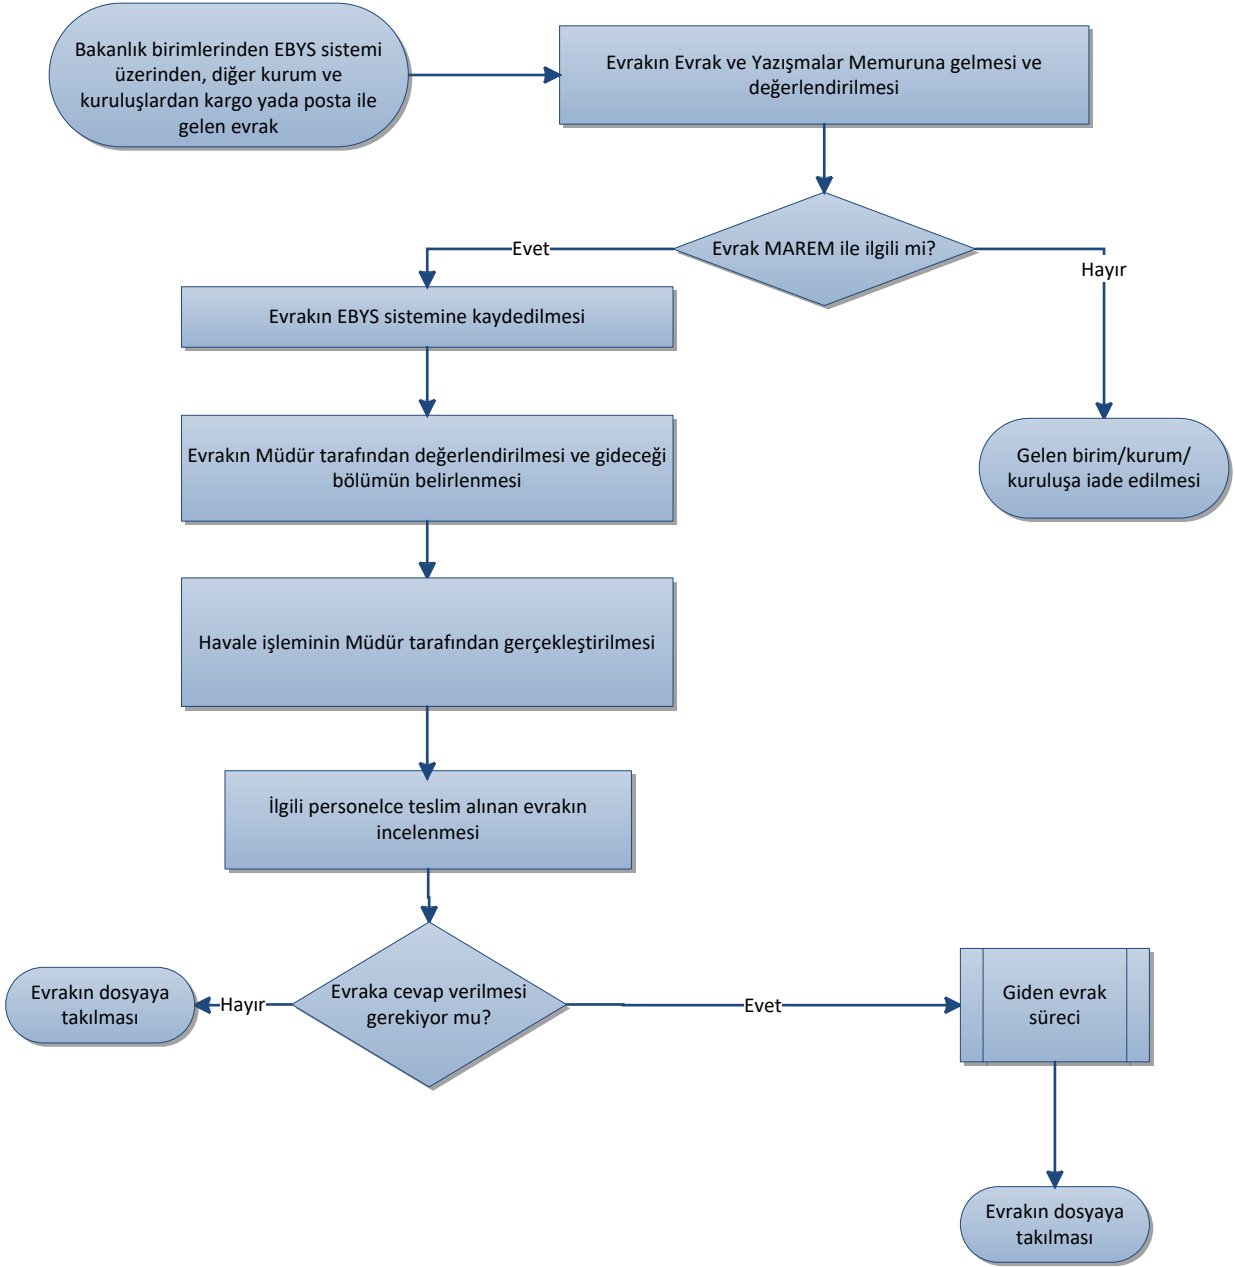 Bakanlık birimlerinden EBYS sistemi
üzerinden, diğer kurum ve
kuruluşlardan kargo yada posta ile
gelen evrak
Evrakın Evrak ve Yazışmalar Memuruna gelmesi ve
değerlendirilmesi
Evrak MAREM ile ilgili mi?
Evet
Hayır
Evrakın EBYS sistemine kaydedilmesi
Evrakın Müdür tarafından değerlendirilmesi ve gideceği
bölümün belirlenmesi
Gelen birim/kurum/
kuruluşa iade edilmesi
Havale işleminin Müdür tarafından gerçekleştirilmesi
İlgili personelce teslim alınan evrakın
incelenmesi
Evraka cevap verilmesi
gerekiyor mu?
Hayır
Evrakın dosyaya
takılması
Evet
Giden evrak
süreci
Evrakın dosyaya
takılması